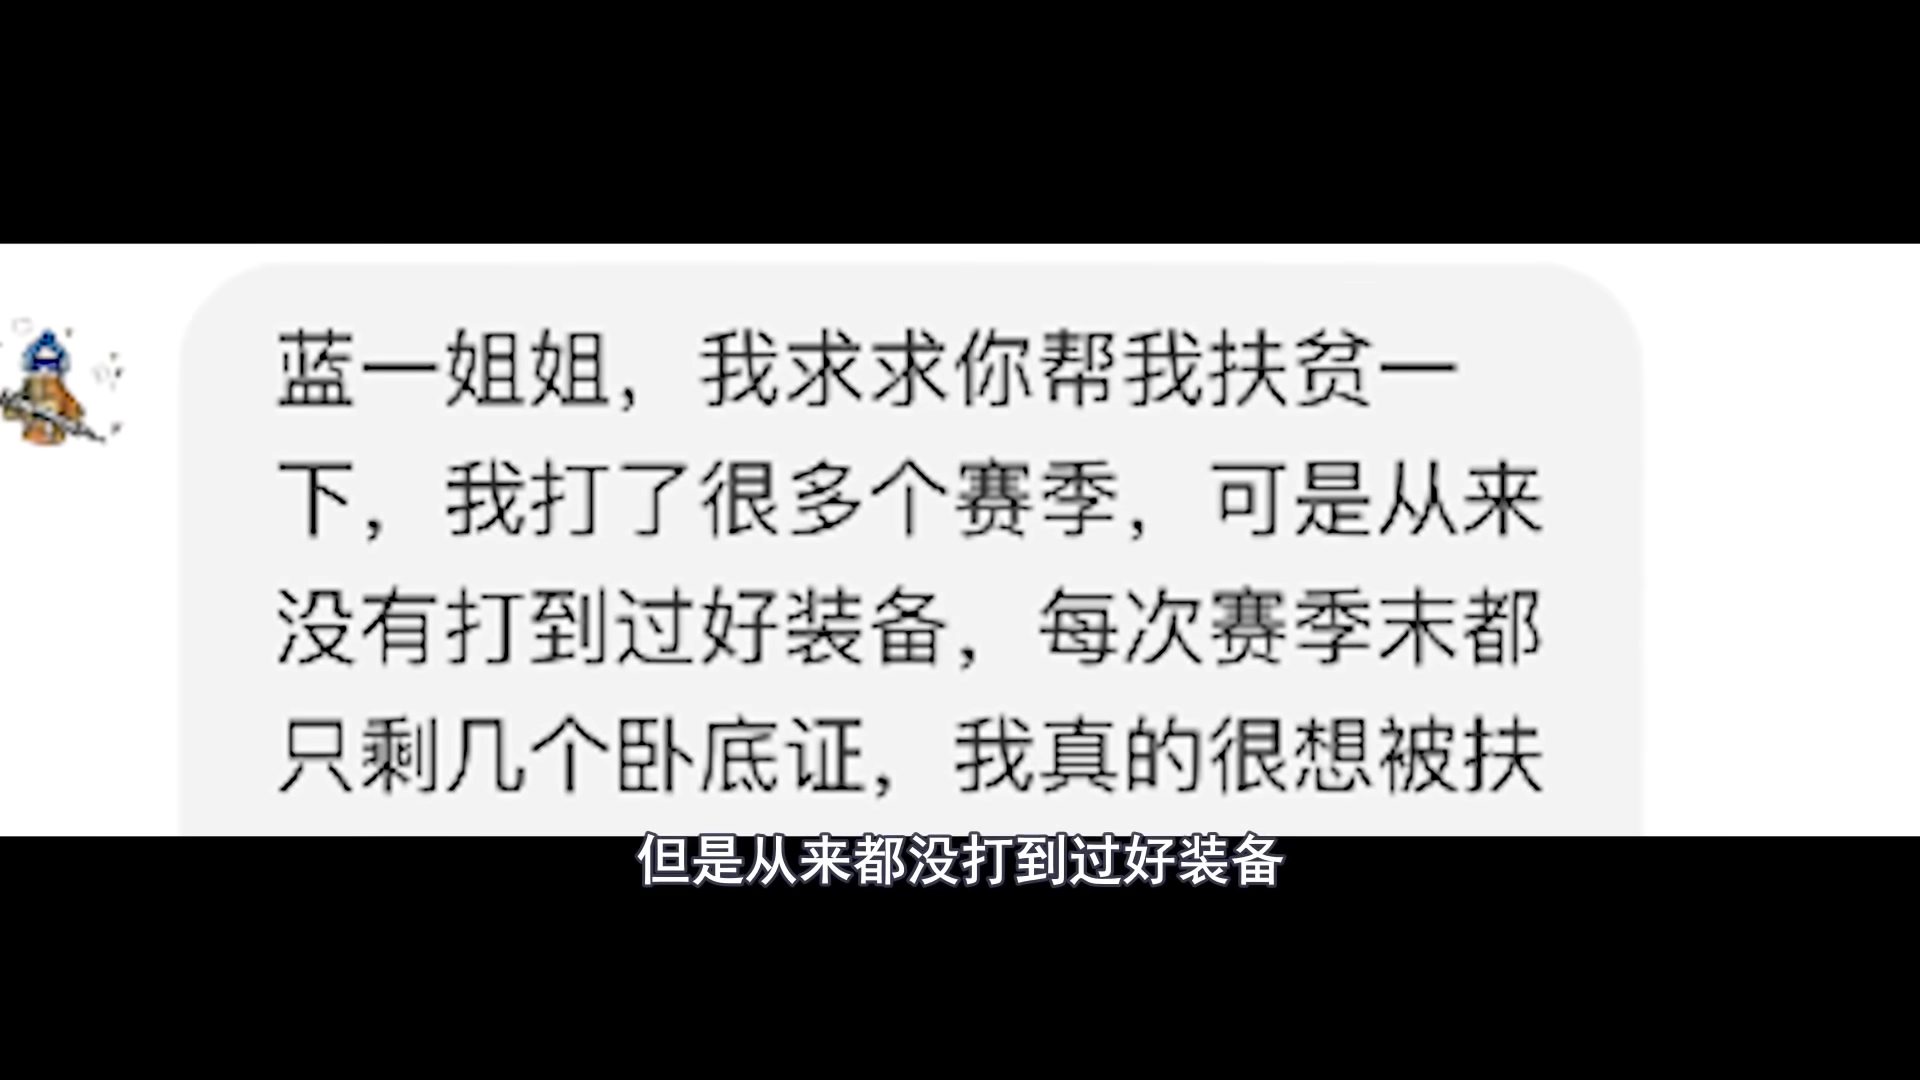 蓝一姐姐，我求求你帮我扶贫一
下，我打了很多个赛季，可是从来
没有打到过好装备，每次赛季末都
只剩几个卧底证，我真的很想被扶
但是从来都没打到过好装备